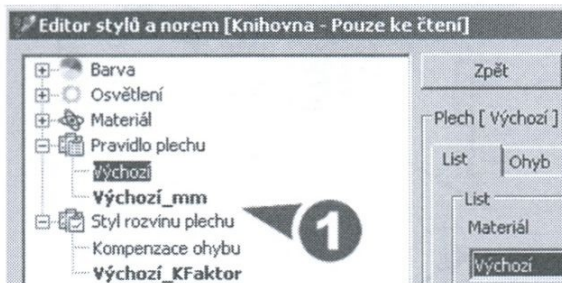 Editor stylů a norem [Knihovna - Pouze ke čtení]
Barva
Osvětlení
Materiál
Pravidlo plechu
Výchozí
Výchozí_mm
Styl rozvinu plechu
Kompenzace ohybu
Výchozí_KFaktor
1
Zpět
Plech [ Výchozí ]
List
Ohyb
List
Materiál
Výchozí